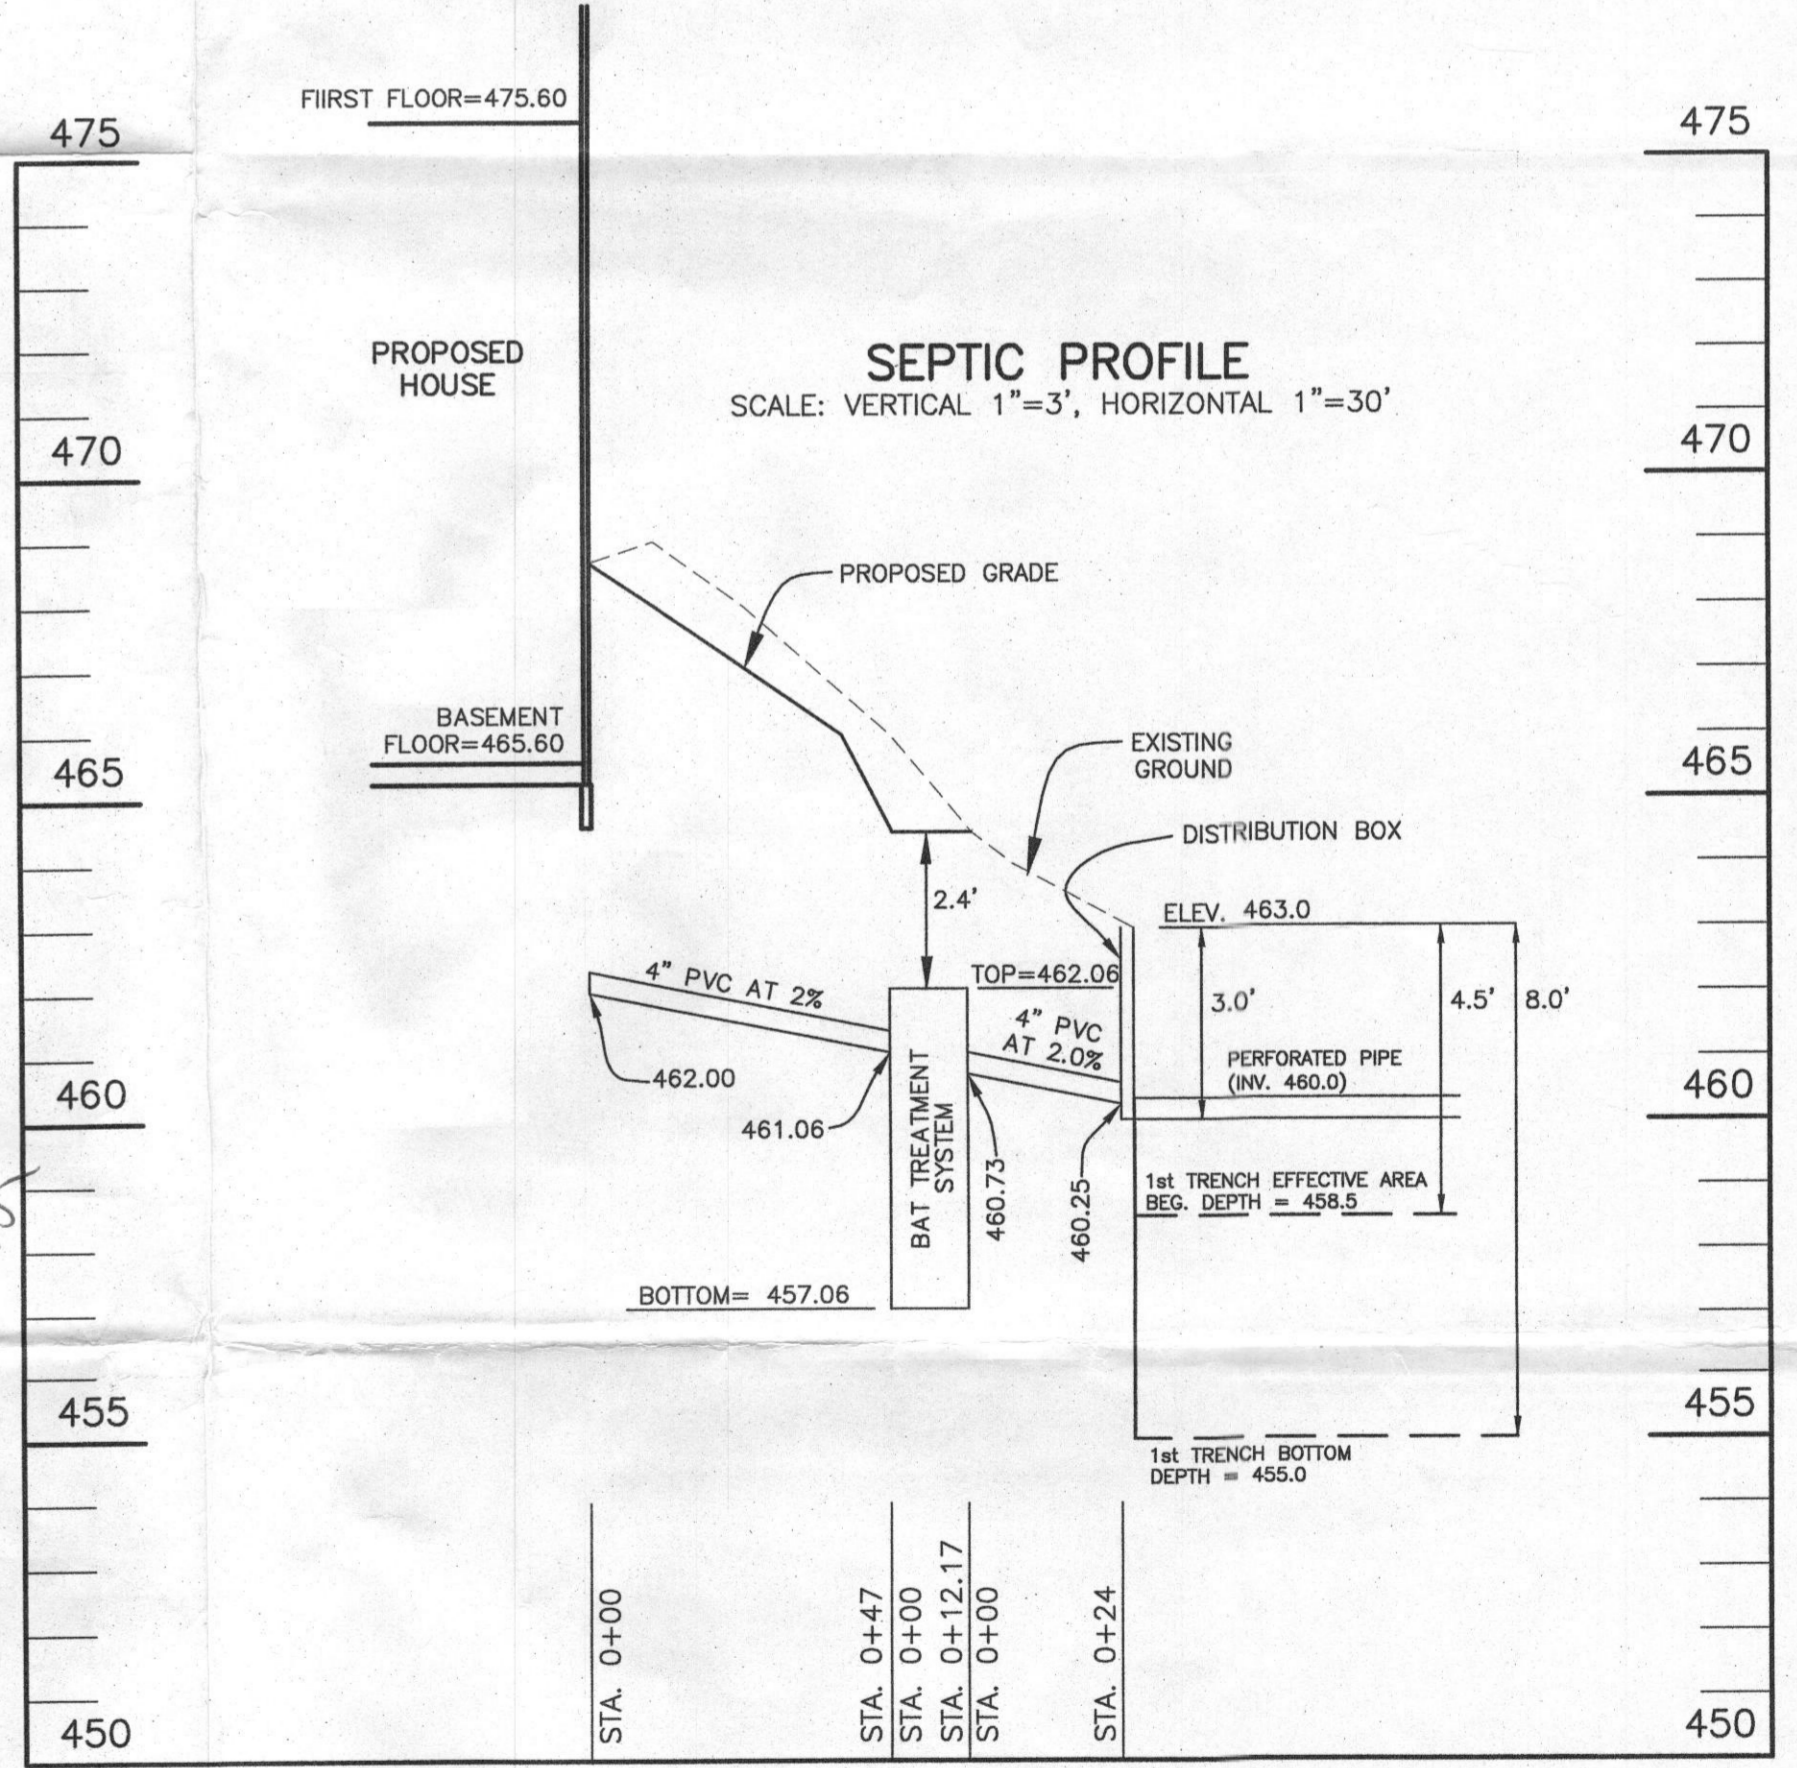 FIIRST FLOOR=475.60
475
475
PROPOSED
HOUSE
SEPTIC PROFILE
SCALE: VERTICAL 1"=3', HORIZONTAL 1"=30'
470
470
PROPOSED GRADE
BASEMENT
FLOOR=465.60
465
465
EXISTING
GROUND
DISTRIBUTION BOX
2.4'
ELEV. 463.0
4" PVC AT 2%
TOP=462.06
3.0'
4.5'
8.0'
4" PVC
AT 2.0%
PERFORATED PIPE
(INV. 460.0)
462.00
461.06
460
460
BAT TREATMENT
SYSTEM
460.73
460.25
1st TRENCH EFFECTIVE AREA
BEG. DEPTH = 458.5
BOTTOM= 457.06
455
455
1st TRENCH BOTTOM
DEPTH = 455.0
STA. 0+00
STA. 0+47
STA. 0+00
STA. 0+12.17
STA. 0+00
STA. 0+24
450
450